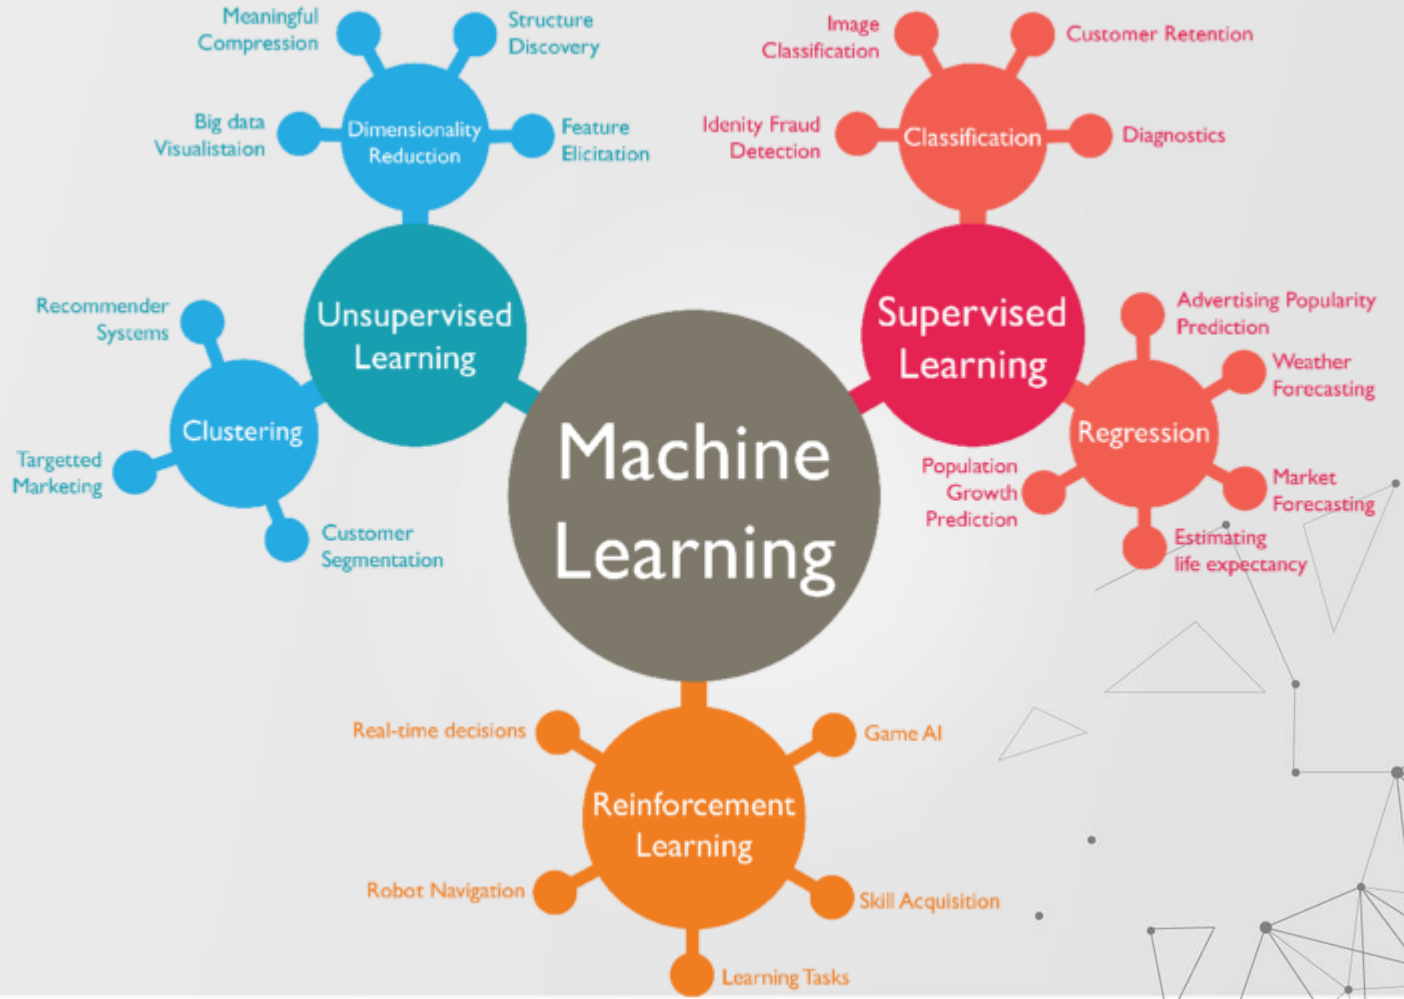 Meaningful
Compression
Structure
Discovery
Big data
Visualistaion
Dimensionality
Reduction
Feature
Elicitation
Unsupervised
Learning
Recommender
Systems
Clustering
Targetted
Marketing
Customer
Segmentation
Image
Classification
Customer Retention
Idenity Fraud
Detection
Classification
Diagnostics
Supervised
Learning
Advertising Popularity
Prediction
Weather
Forecasting
Regression
Population
Growth
Prediction
Market
Forecasting
Estimating
life expectancy
Machine
Learning
Real-time decisions
Game AI
Reinforcement
Learning
Robot Navigation
Skill Acquisition
Learning Tasks